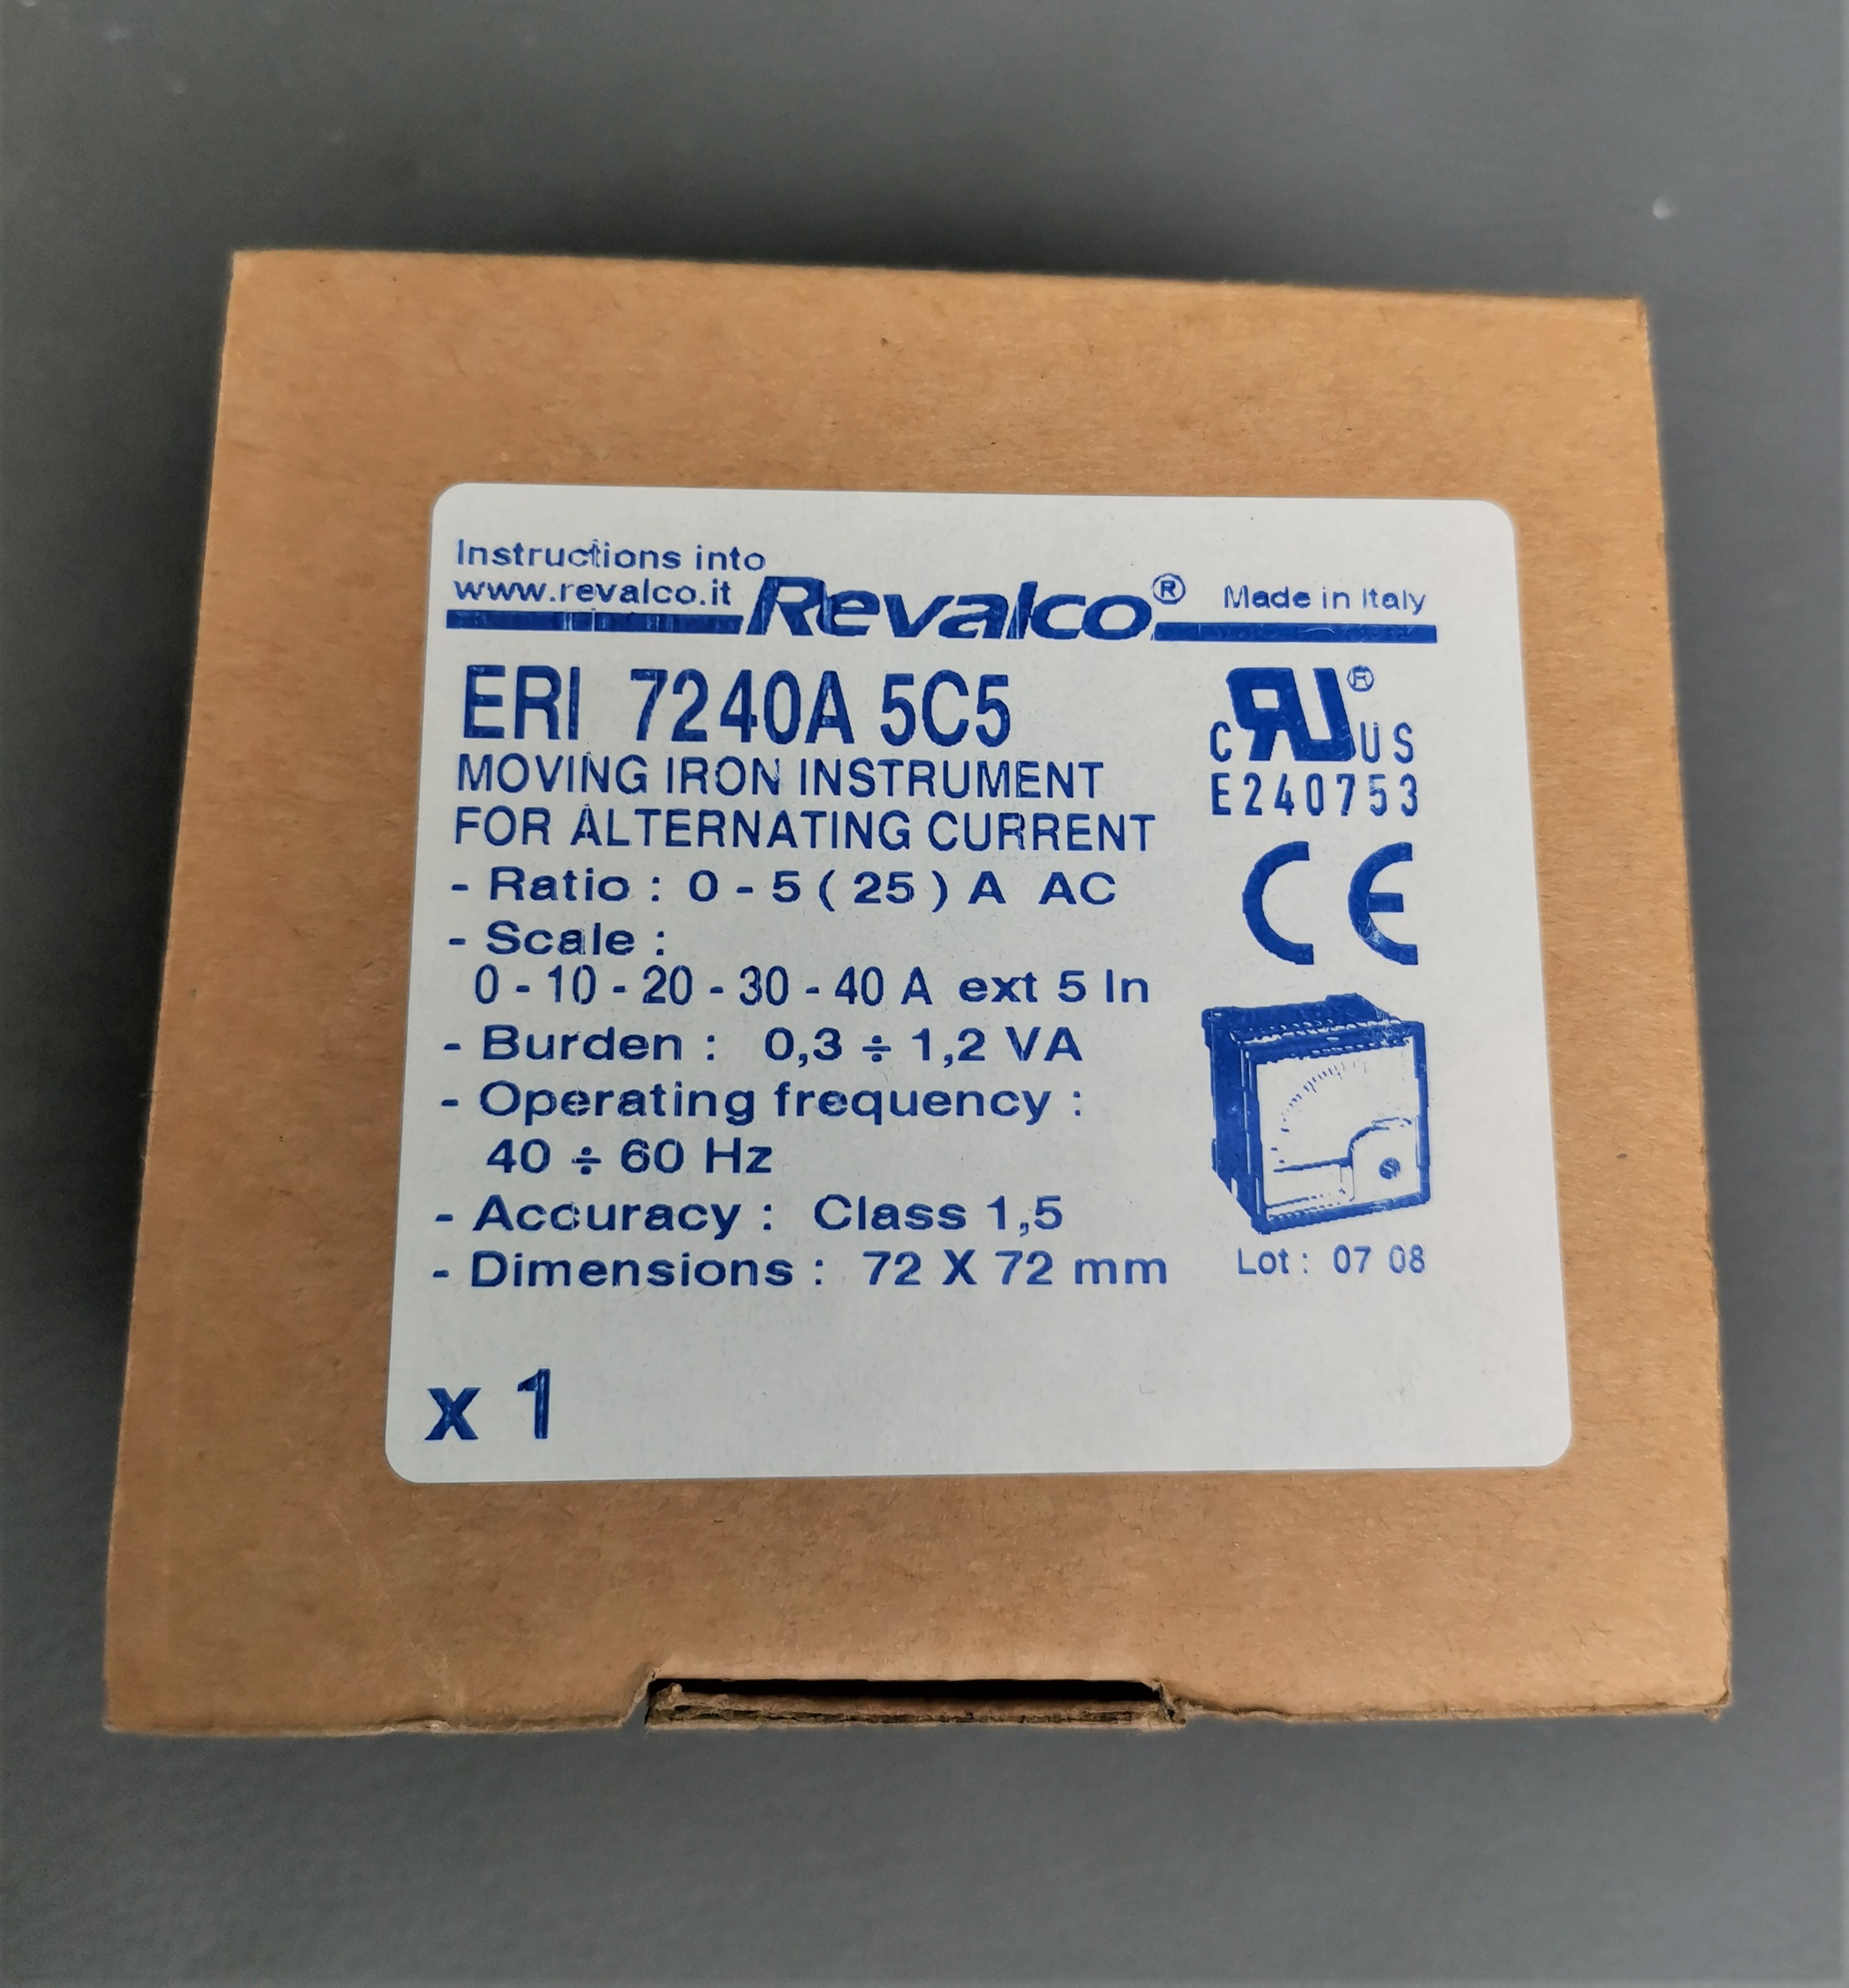 Instructions into
www.revalco.it Revalco® Made in Italy
ERI 7240A 5C5
MOVING IRON INSTRUMENT
FOR ALTERNATING CURRENT
- Ratio : 0 - 5 ( 25 ) A AC
- Scale :
0 - 10 - 20 - 30 - 40 A ext 5 In
- Burden : 0,3 ÷ 1,2 VA
- Operating frequency :
40 ÷ 60 Hz
- Accuracy : Class 1,5
- Dimensions : 72 X 72 mm
x 1
C RU® US
E240753
CE
Lot : 07 08